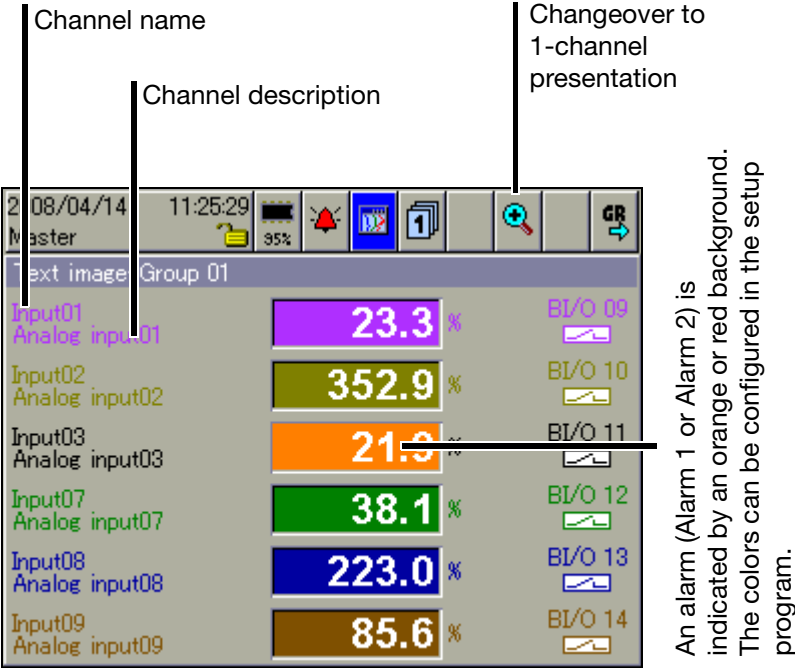 Channel name
Channel description
Changeover to
1-channel
presentation
08/04/14 11:25:29
95%
1
GR
Group 01
Input01
23.3 %
BI/O 09
Analog input01
Input02
352.9 %
BI/O 10
Analog input02
Input03
BI/O 11
Analog input03
Input07
38.1 %
BI/O 12
Analog input07
Input08
223.0 %
BI/O 13
Analog input08
Input09
85.6 %
BI/O 14
Analog input09
An alarm (Alarm 1 or Alarm 2) is
indicated by an orange or red background.
The colors can be configured in the setup
program.